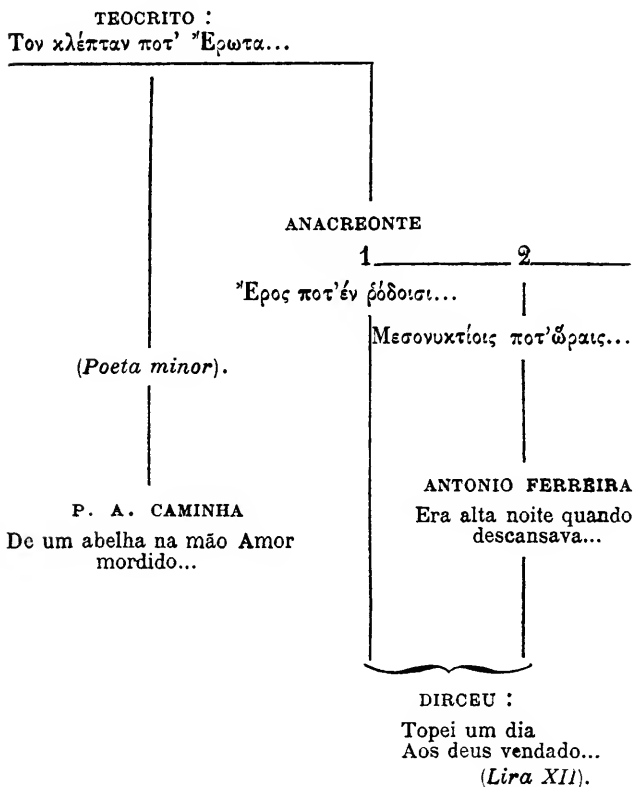 TEOCRITO :
Τον κλέπταν ποτ' Ἔρωτα...
ANACREONTE
1 2
Ἔρος ποτ'έν ῥόδοισι...
Μεσονυκτίοις ποτ'ὥραις...
(Poeta minor).
P. A. CAMINHA
De um abelha na mão Amor
mordido...
ANTONIO FERREIRA
Era alta noite quando
descansava...
DIRCEU :
Topei um dia
Aos deus vendado...
(Lira XII).